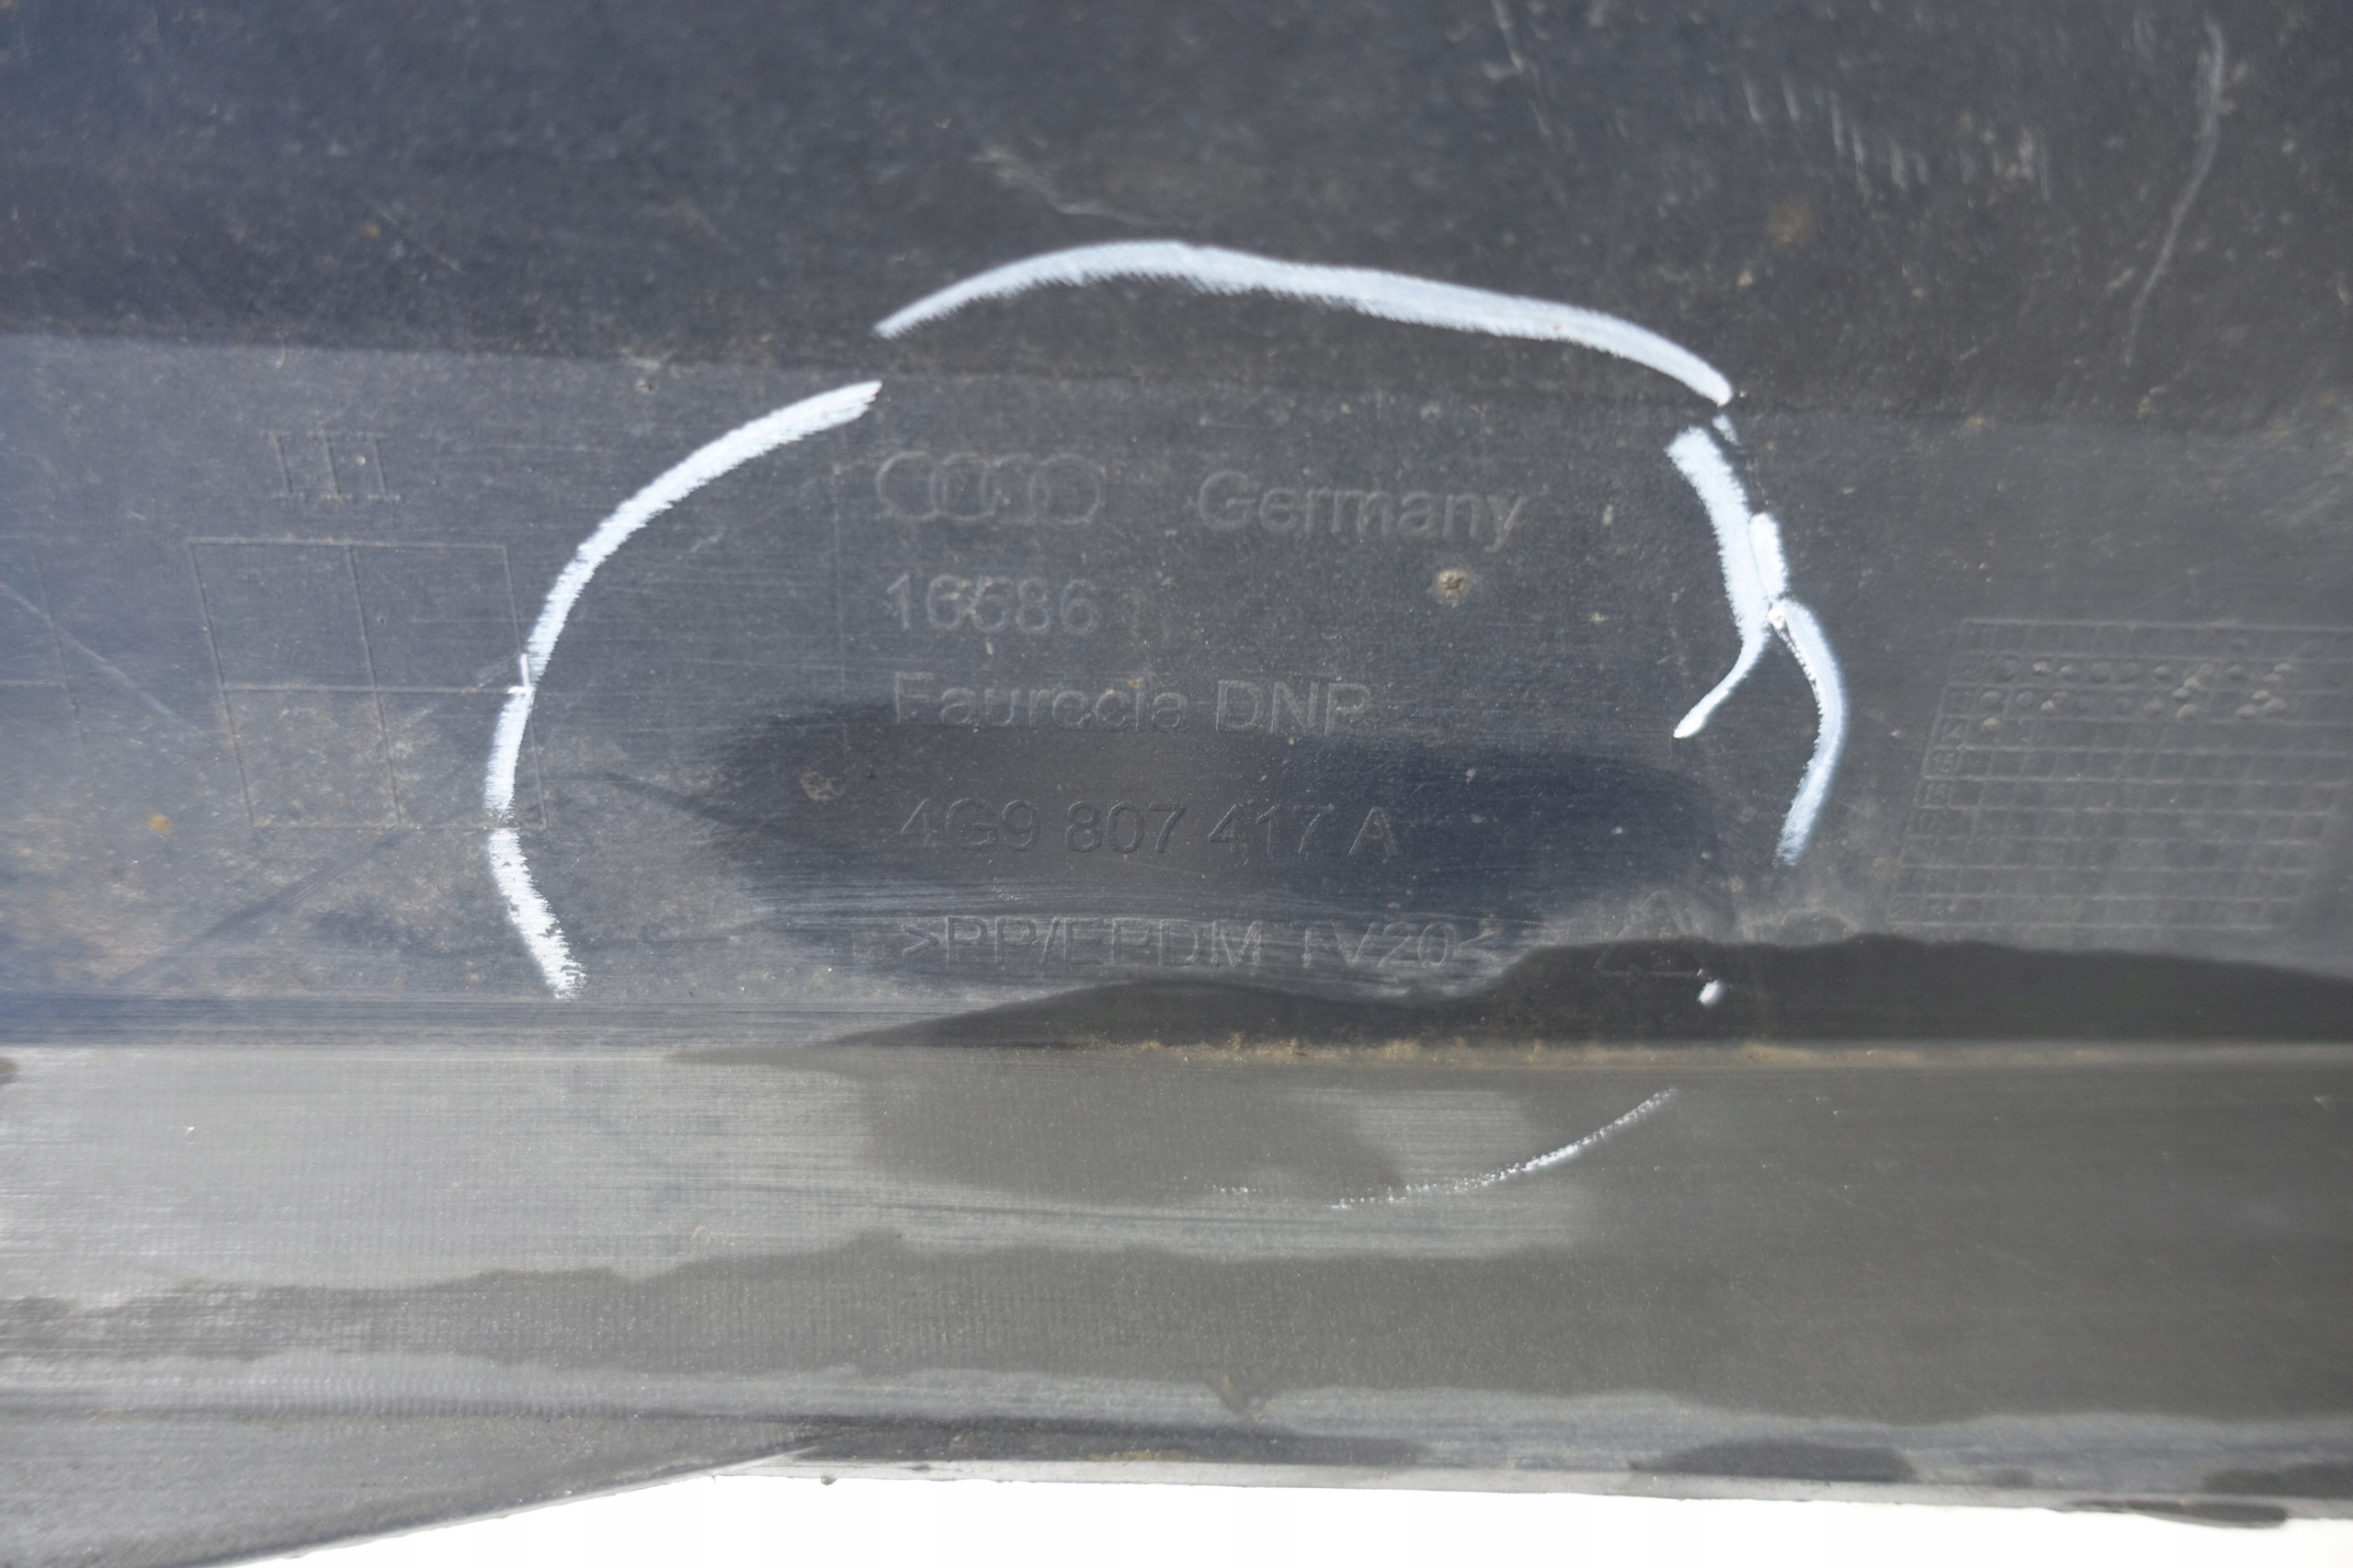 Germany
16686
Faurecia DNP
4G9 807 417 A
>PP/EPDM TV20<